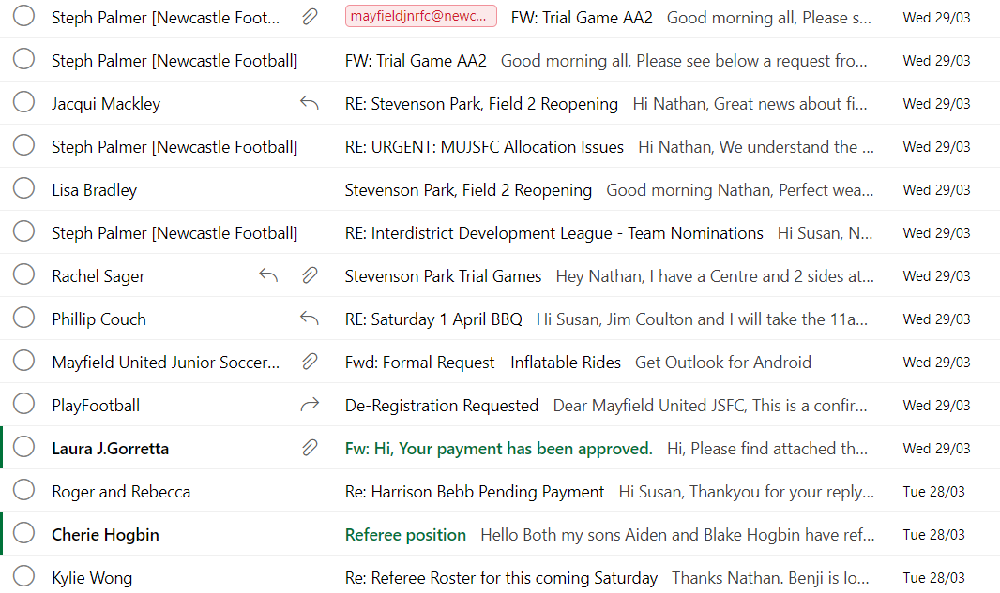 Steph Palmer [Newcastle Foot... mayfieldjnrfc@newc... FW: Trial Game AA2 Good morning all, Please s... Wed 29/03
Steph Palmer [Newcastle Football] FW: Trial Game AA2 Good morning all, Please see below a request fro... Wed 29/03
Jacqui Mackley RE: Stevenson Park, Field 2 Reopening Hi Nathan, Great news about fi... Wed 29/03
Steph Palmer [Newcastle Football] RE: URGENT: MUJSFC Allocation Issues Hi Nathan, We understand the ... Wed 29/03
Lisa Bradley Stevenson Park, Field 2 Reopening Good morning Nathan, Perfect wea... Wed 29/03
Steph Palmer [Newcastle Football] RE: Interdistrict Development League - Team Nominations Hi Susan, N... Wed 29/03
Rachel Sager Stevenson Park Trial Games Hey Nathan, I have a Centre and 2 sides at... Wed 29/03
Phillip Couch RE: Saturday 1 April BBQ Hi Susan, Jim Coulton and I will take the 11a... Wed 29/03
Mayfield United Junior Soccer... Fwd: Formal Request - Inflatable Rides Get Outlook for Android Wed 29/03
PlayFootball De-Registration Requested Dear Mayfield United JSFC, This is a confir... Wed 29/03
Laura J.Gorretta Fw: Hi, Your payment has been approved. Hi, Please find attached th... Wed 29/03
Roger and Rebecca Re: Harrison Bebb Pending Payment Hi Susan, Thankyou for your reply... Tue 28/03
Cherie Hogbin Referee position Hello Both my sons Aiden and Blake Hogbin have ref... Tue 28/03
Kylie Wong Re: Referee Roster for this coming Saturday Thanks Nathan. Benji is lo... Tue 28/03